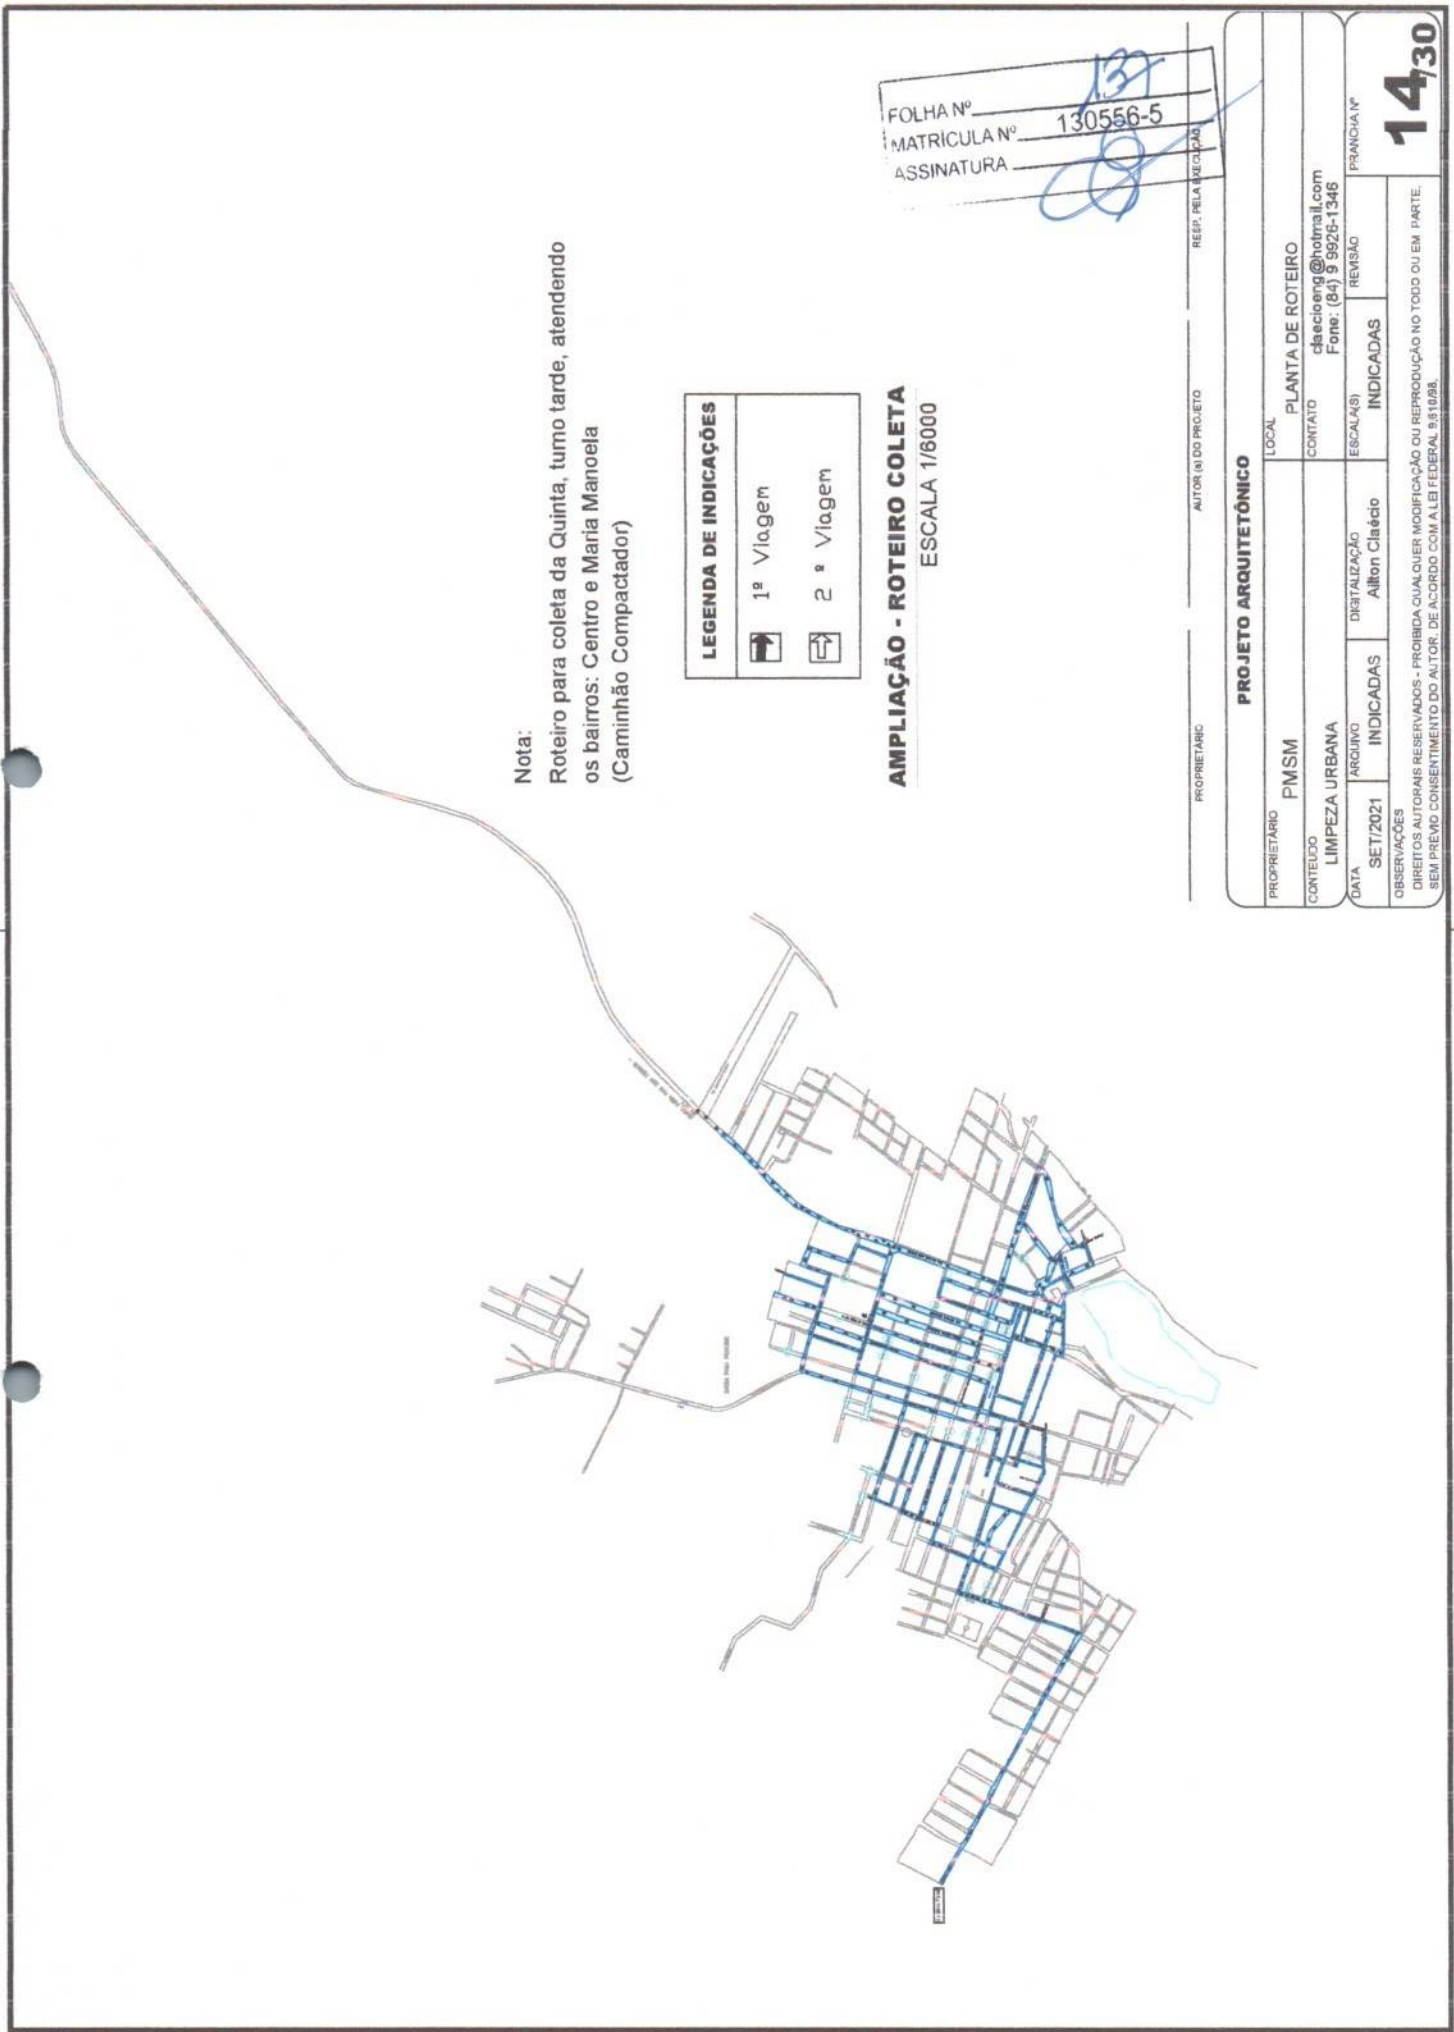 Nota:
Roteiro para coleta da Quinta, turno tarde, atendendo
os bairros: Centro e Maria Manoela
(Caminhão Compactador)
LEGENDA DE INDICAÇÕES
1ª Viagem
2 ª Viagem
AMPLIAÇÃO - ROTEIRO COLETA
ESCALA 1/6000
FOLHA Nº 137
MATRÍCULA Nº 130556-5
ASSINATURA
PROPRIETÁRIO
AUTOR (a) DO PROJETO
RESP. PELA EXECUÇÃO
PROJETO ARQUITETÔNICO
PROPRIETÁRIO
PMSM
LOCAL
PLANTA DE ROTEIRO
CONTEUDO
LIMPEZA URBANA
CONTATO
claecioeng@hotmail.com
Fone: (84) 9 9926-1346
DATA
SET/2021
ARQUIVO
INDICADAS
DIGITALIZAÇÃO
Ailton Claécio
ESCALA(S)
INDICADAS
REVISÃO
PRANCHA Nº
14/30
OBSERVAÇÕES
DIREITOS AUTORAIS RESERVADOS - PROIBIDA QUALQUER MODIFICAÇÃO OU REPRODUÇÃO NO TODO OU EM PARTE,
SEM PRÉVIO CONSENTIMENTO DO AUTOR, DE ACORDO COM A LEI FEDERAL 9.610/98.